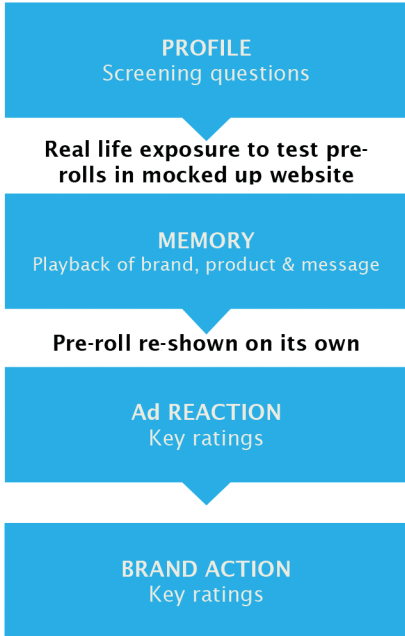 PROFILE
Screening questions
Real life exposure to test pre-
rolls in mocked up website
MEMORY
Playback of brand, product & message
Pre-roll re-shown on its own
Ad REACTION
Key ratings
BRAND ACTION
Key ratings